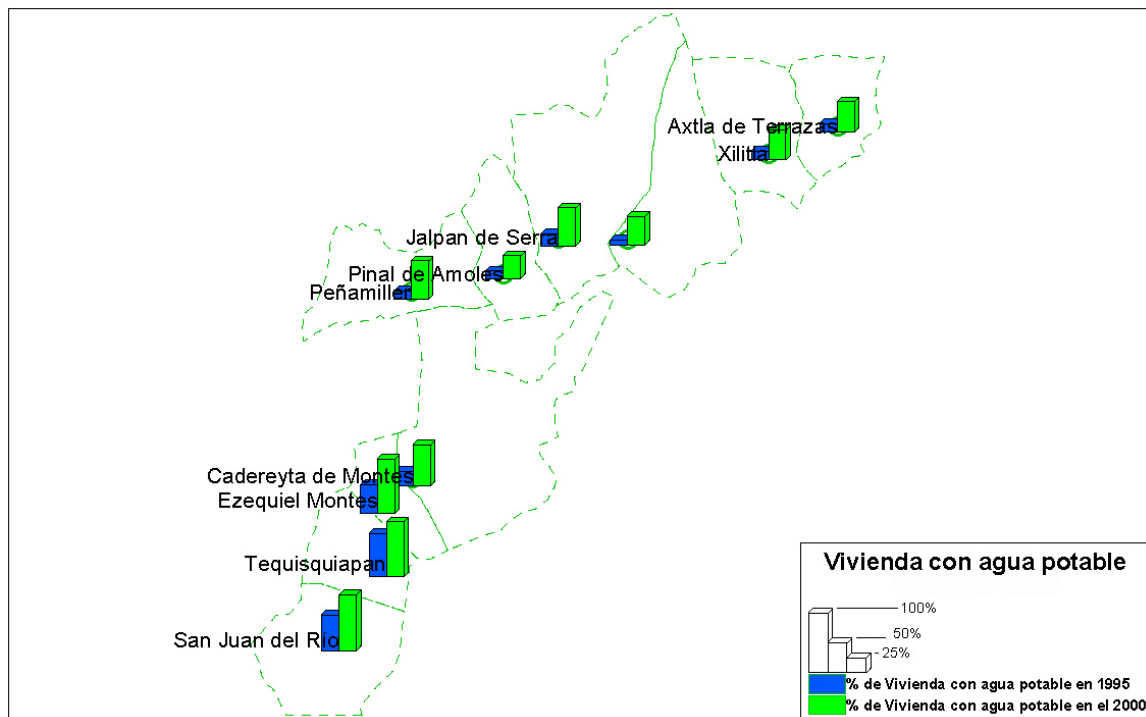 Axtla de Terrazas
Xilitla
Jalpan de Serra
Pinal de Amoles
Peñamiller
Cadereyta de Montes
Ezequiel Montes
Tequisquiapan
San Juan del Río
Vivienda con agua potable
100%
50%
25%
% de Vivienda con agua potable en 1995
% de Vivienda con agua potable en el 2000